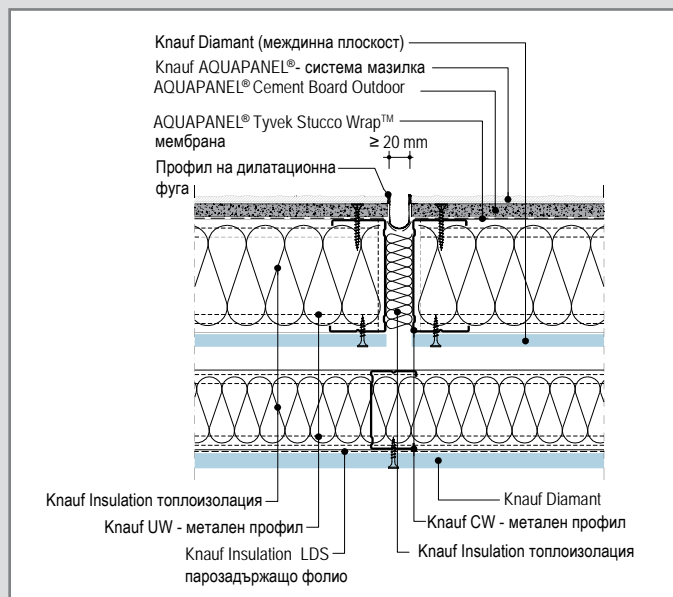 Knauf Diamant (междинна плоскост)
Knauf AQUAPANEL®- система мазилка
AQUAPANEL® Cement Board Outdoor
AQUAPANEL® Tyvek Stucco Wrap™
мембрана
≥ 20 mm
Профил на дилатационна
фуга
Knauf Insulation топлоизолация
Knauf UW - метален профил
Knauf Insulation LDS
парозадържащо фолио
Knauf Diamant
Knauf CW - метален профил
Knauf Insulation топлоизолация